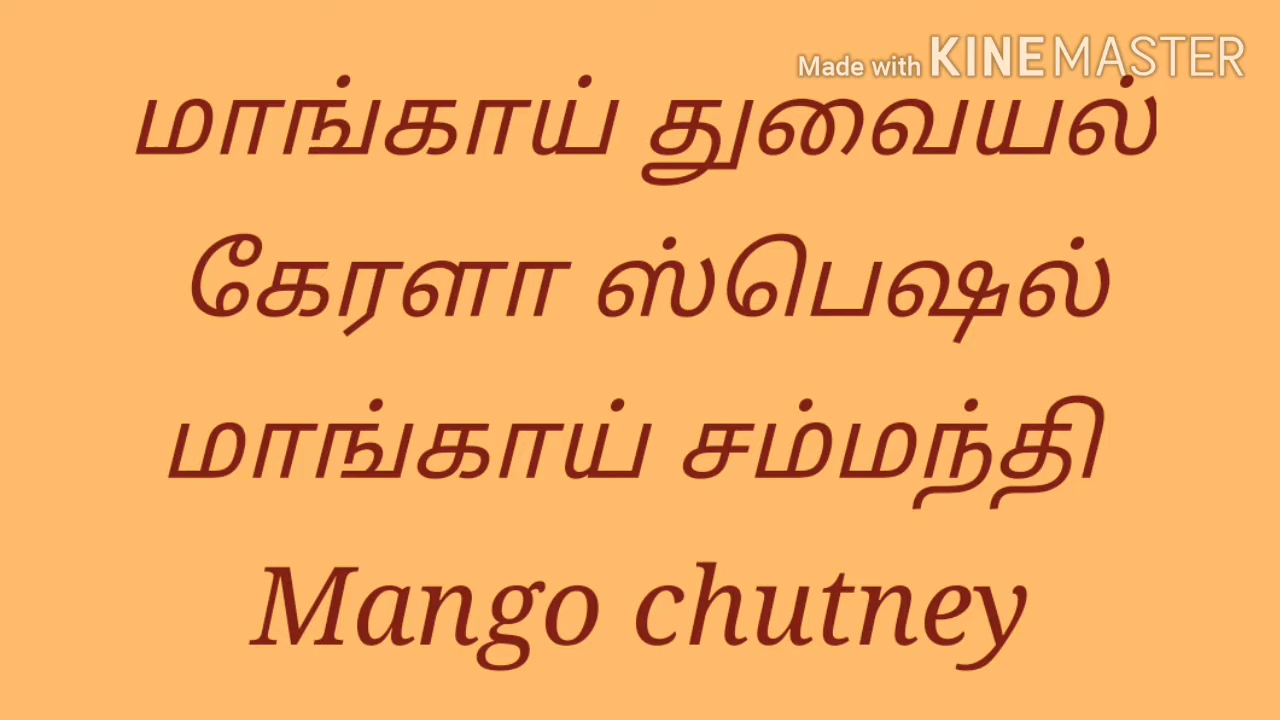 Made with KINEMASTER
மாங்காய் துவையல்
கேரளா ஸ்பெஷல்
மாங்காய் சம்மந்தி
Mango chutney